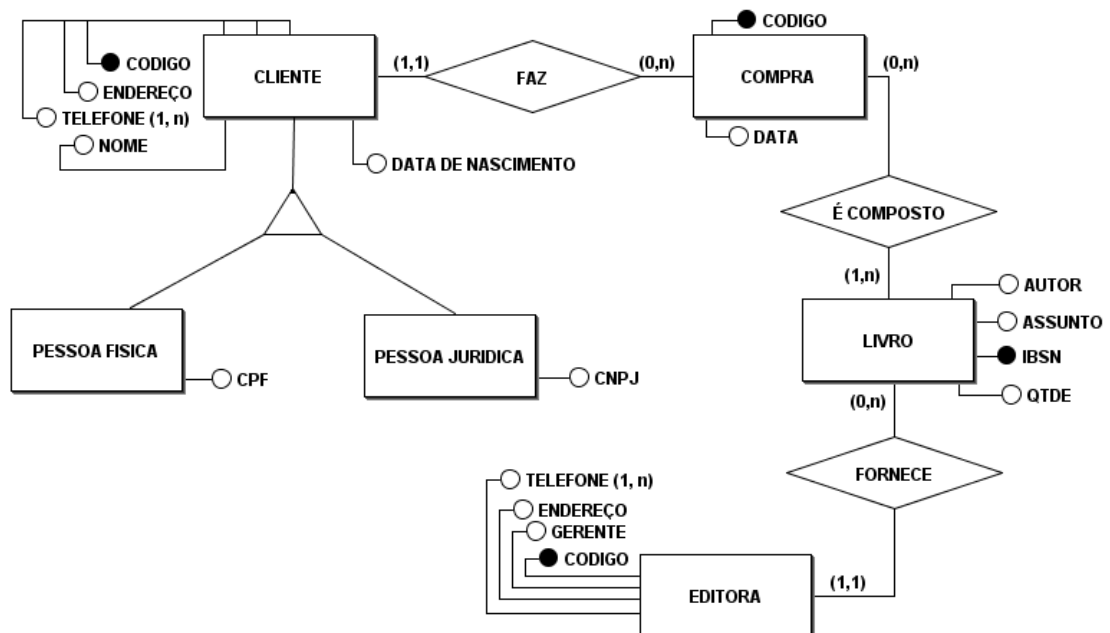 CODIGO
ENDEREÇO
TELEFONE (1, n)
NOME
CLIENTE
DATA DE NASCIMENTO
(1,1)
FAZ
(0,n)
CODIGO
COMPRA
DATA
(0,n)
É COMPOSTO
(1,n)
PESSOA FISICA
CPF
PESSOA JURIDICA
CNPJ
LIVRO
AUTOR
ASSUNTO
IBSN
QTDE
(0,n)
FORNECE
(1,1)
TELEFONE (1, n)
ENDEREÇO
GERENTE
CODIGO
EDITORA